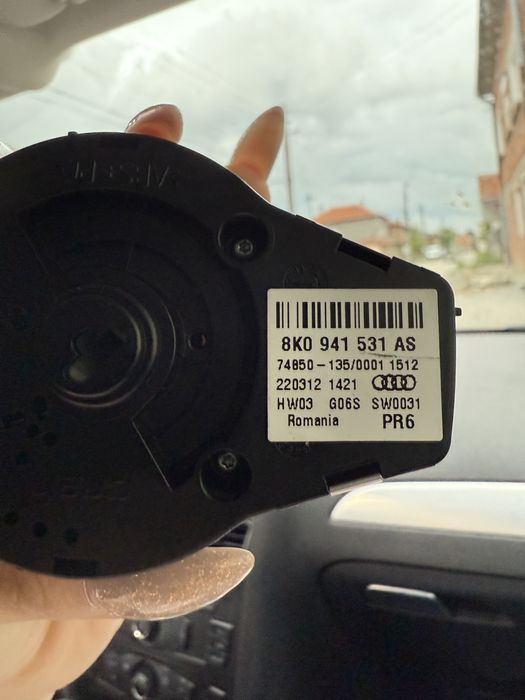 8K0 941 531 AS
74850-135/0001 1512
220312 1421
HW03 G06S SW0031
Romania PR6